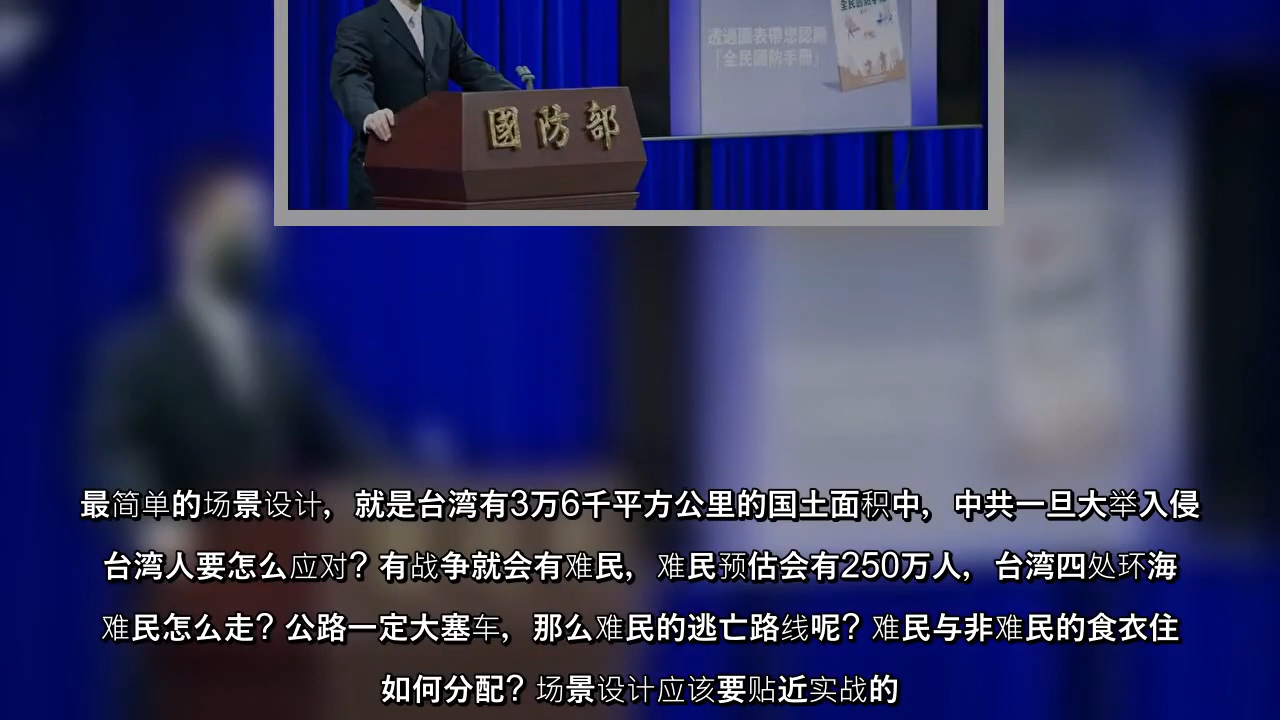 全民國防手冊
透過圖表帶您認識
「全民國防手冊」
國防部
最简单的场景设计，就是台湾有3万6千平方公里的国土面积中，中共一旦大举入侵
台湾人要怎么应对？有战争就会有难民，难民预估会有250万人，台湾四处环海
难民怎么走？公路一定大塞车，那么难民的逃亡路线呢？难民与非难民的食衣住
如何分配？场景设计应该要贴近实战的